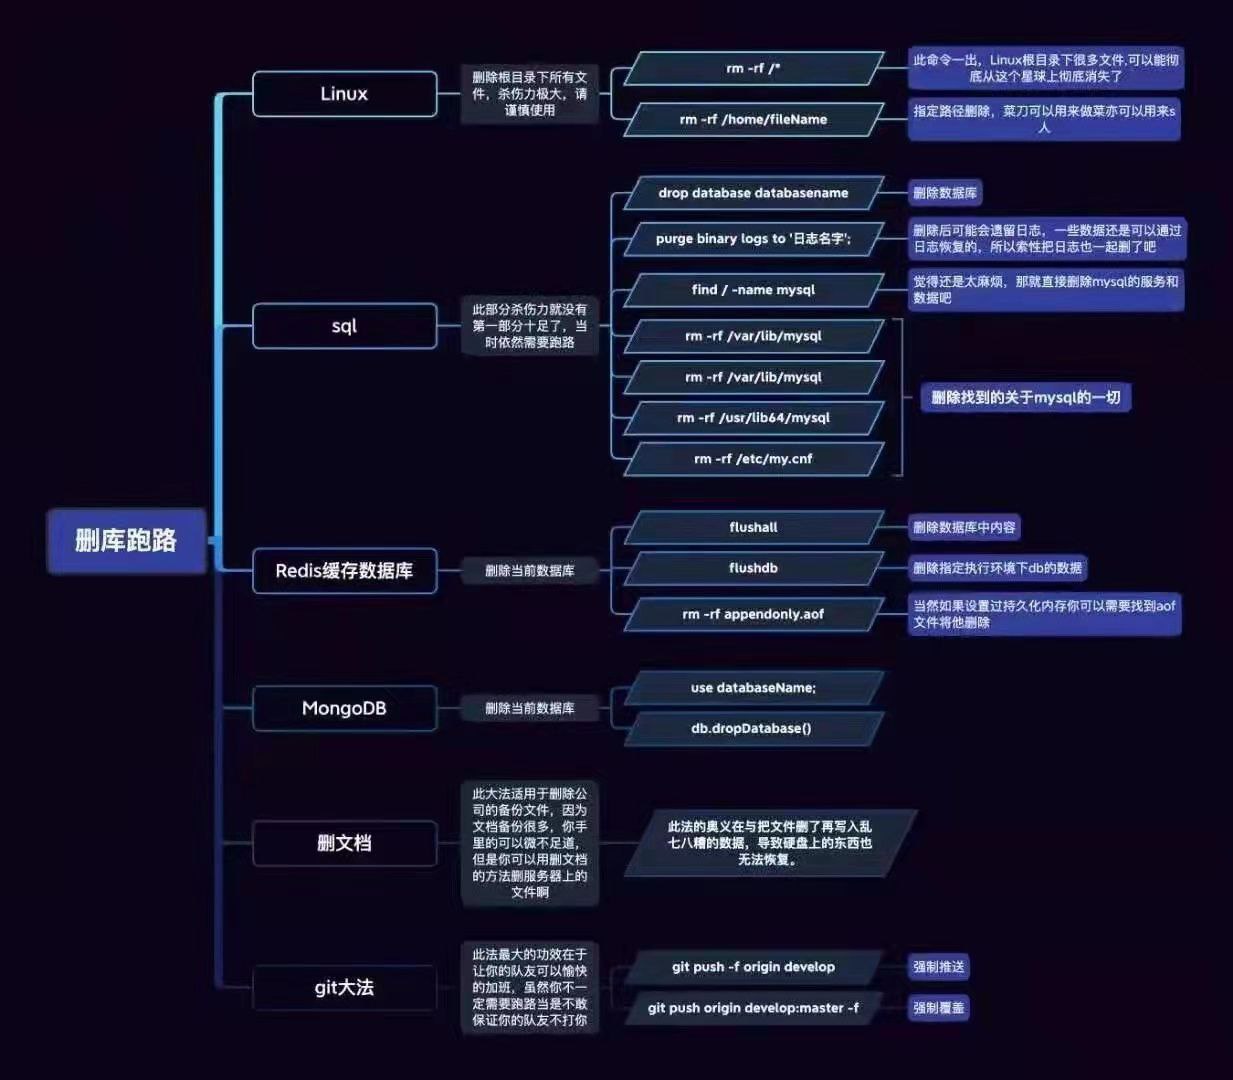 删库跑路
Linux
删除根目录下所有文
件，杀伤力极大，请
谨慎使用
rm -rf /*
此命令一出，Linux根目录下很多文件,可以能彻
底从这个星球上彻底消失了
rm -rf /home/fileName
指定路径删除，菜刀可以用来做菜亦可以用来s
人
sql
此部分杀伤力就没有
第一部分十足了，当
时依然需要跑路
drop database databasename
删除数据库
purge binary logs to '日志名字';
删除后可能会遗留日志，一些数据还是可以通过
日志恢复的，所以索性把日志也一起删了吧
find / -name mysql
觉得还是太麻烦，那就直接删除mysql的服务和
数据吧
rm -rf /var/lib/mysql
rm -rf /var/lib/mysql
rm -rf /usr/lib64/mysql
rm -rf /etc/my.cnf
删除找到的关于mysql的一切
Redis缓存数据库
删除当前数据库
flushall
删除数据库中内容
flushdb
删除指定执行环境下db的数据
rm -rf appendonly.aof
当然如果设置过持久化内存你可以需要找到aof
文件将他删除
MongoDB
删除当前数据库
use databaseName;
db.dropDatabase()
删文档
此大法适用于删除公
司的备份文件，因为
文档备份很多，你手
里的可以微不足道，
但是你可以用删文档
的方法删服务器上的
文件啊
此法的奥义在与把文件删了再写入乱
七八糟的数据，导致硬盘上的东西也
无法恢复。
git大法
此法最大的功效在于
让你的队友可以愉快
的加班，虽然你不一
定需要跑路当是不敢
保证你的队友不打你
git push -f origin develop
强制推送
git push origin develop:master -f
强制覆盖